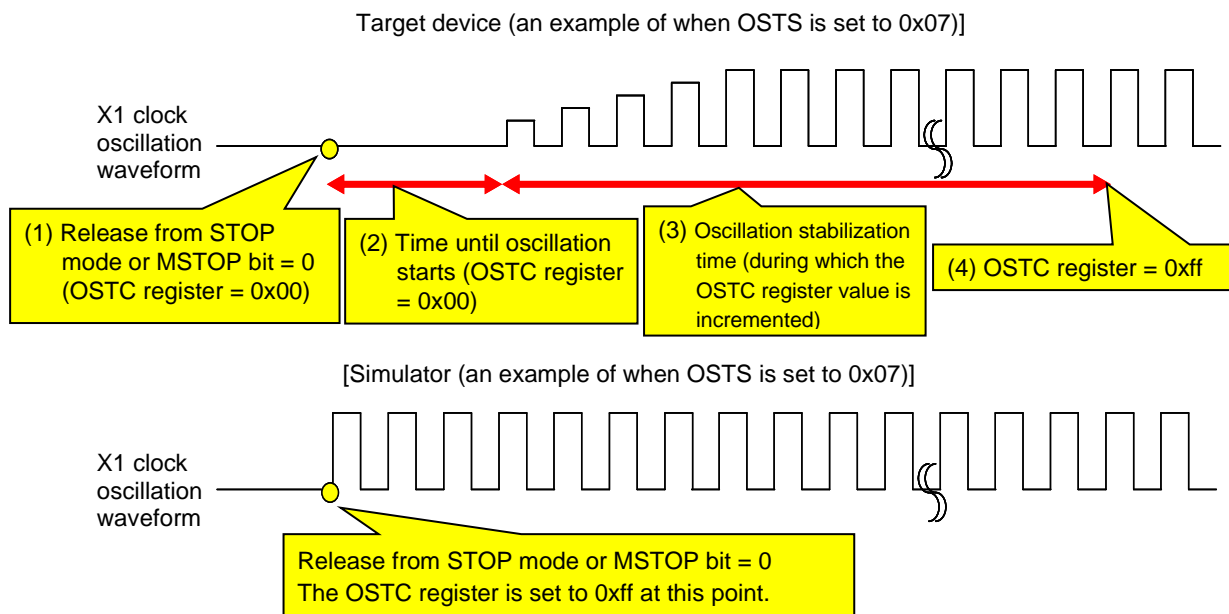 Target device (an example of when OSTS is set to 0x07)]
X1 clock
oscillation
waveform
(1) Release from STOP
mode or MSTOP bit = 0
(OSTC register = 0x00)
(2) Time until oscillation
starts (OSTC register
= 0x00)
(3) Oscillation stabilization
time (during which the
OSTC register value is
incremented)
(4) OSTC register = 0xff
[Simulator (an example of when OSTS is set to 0x07)]
X1 clock
oscillation
waveform
Release from STOP mode or MSTOP bit = 0
The OSTC register is set to 0xff at this point.